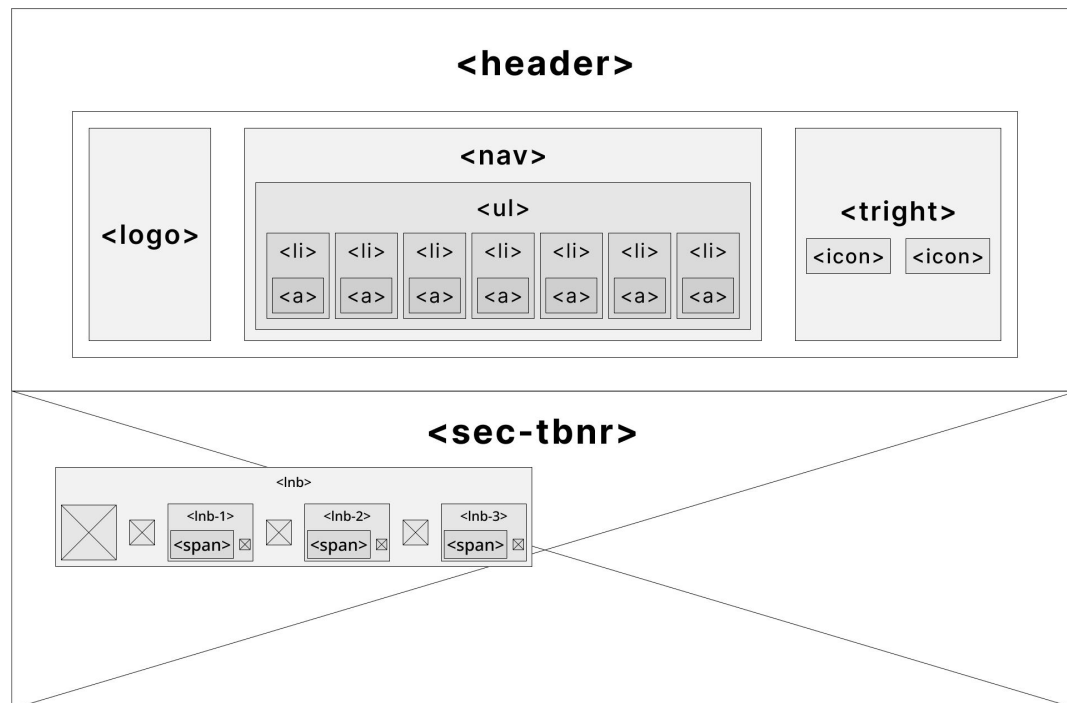 <header>
<logo>
<nav>
<ul>
<li> <li> <li> <li> <li> <li> <li>
<a> <a> <a> <a> <a> <a> <a>
<tright>
<icon> <icon>
<sec-tbnr>
<lnb>
<lnb-1> <lnb-2> <lnb-3>
<span> <span> <span>